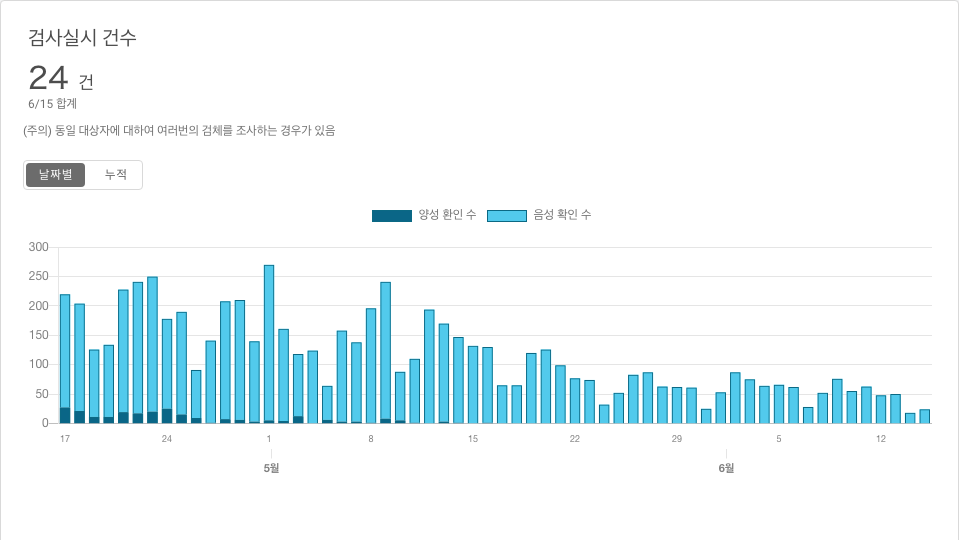 검사실시 건수
24 건
6/15 합계
(주의) 동일 대상자에 대하여 여러번의 검체를 조사하는 경우가 있음
날짜별 누적
양성 환인 수 음성 확인 수
300
250
200
150
100
50
0
17 24 1 8 15 22 29 5 12
5월 6월